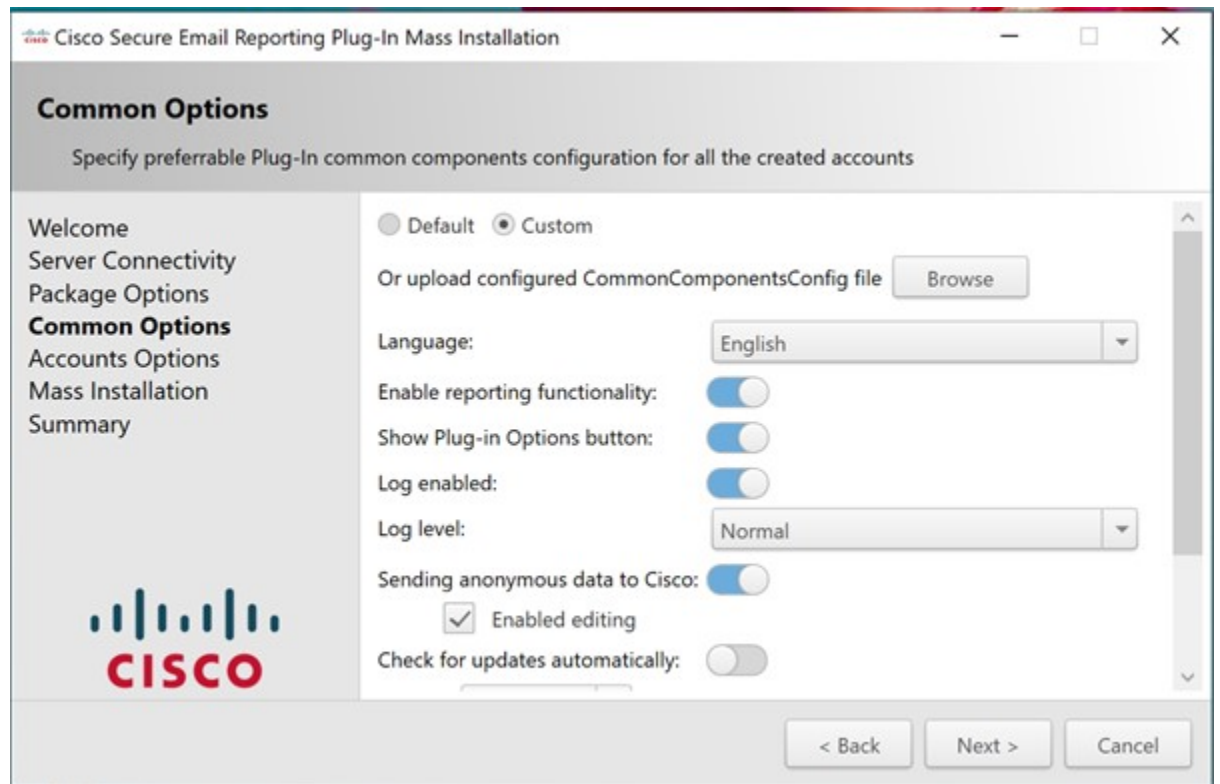 CISCO Cisco Secure Email Reporting Plug-In Mass Installation
Common Options
Specify preferrable Plug-In common components configuration for all the created accounts
Welcome
Server Connectivity
Package Options
Common Options
Accounts Options
Mass Installation
Summary
CISCO
Default Custom
Or upload configured CommonComponentsConfig file Browse
Language: English
Enable reporting functionality:
Show Plug-in Options button:
Log enabled:
Log level: Normal
Sending anonymous data to Cisco:
Enabled editing
Check for updates automatically:
< Back Next > Cancel